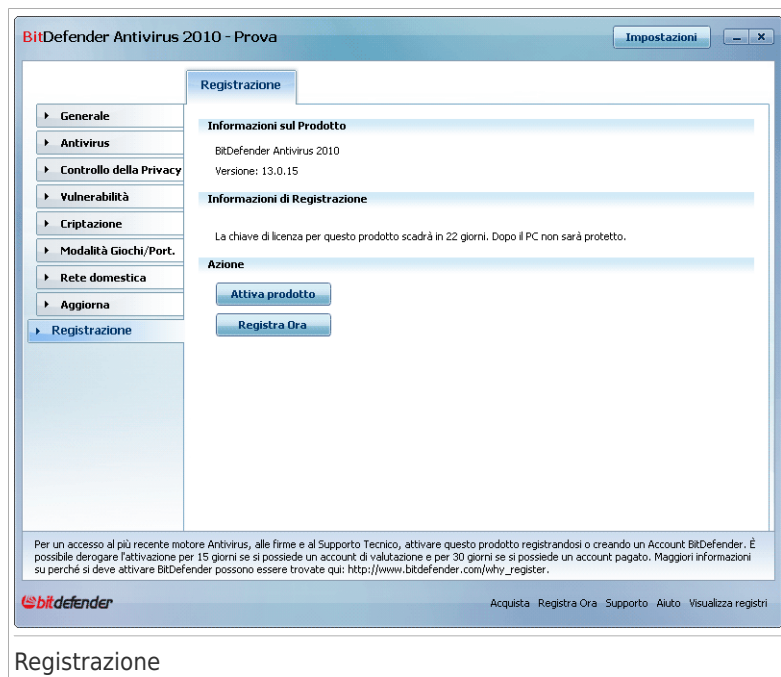 BitDefender Antivirus 2010 - Prova
Impostazioni
Registrazione
Generale
Antivirus
Controllo della Privacy
Vulnerabilità
Criptazione
Modalità Giochi/Port.
Rete domestica
Aggiorna
Registrazione
Informazioni sul Prodotto
BitDefender Antivirus 2010
Versione: 13.0.15
Informazioni di Registrazione
La chiave di licenza per questo prodotto scadrà in 22 giorni. Dopo il PC non sarà protetto.
Azione
Attiva prodotto
Registra Ora
Per un accesso al più recente motore Antivirus, alle firme e al Supporto Tecnico, attivare questo prodotto registrandosi o creando un Account BitDefender. È
possibile derogare l'attivazione per 15 giorni se si possiede un account di valutazione e per 30 giorni se si possiede un account pagato. Maggiori informazioni
su perché si deve attivare BitDefender possono essere trovate qui: http://www.bitdefender.com/why_register.
bitdefender
Acquista Registra Ora Supporto Aiuto Visualizza registri
Registrazione